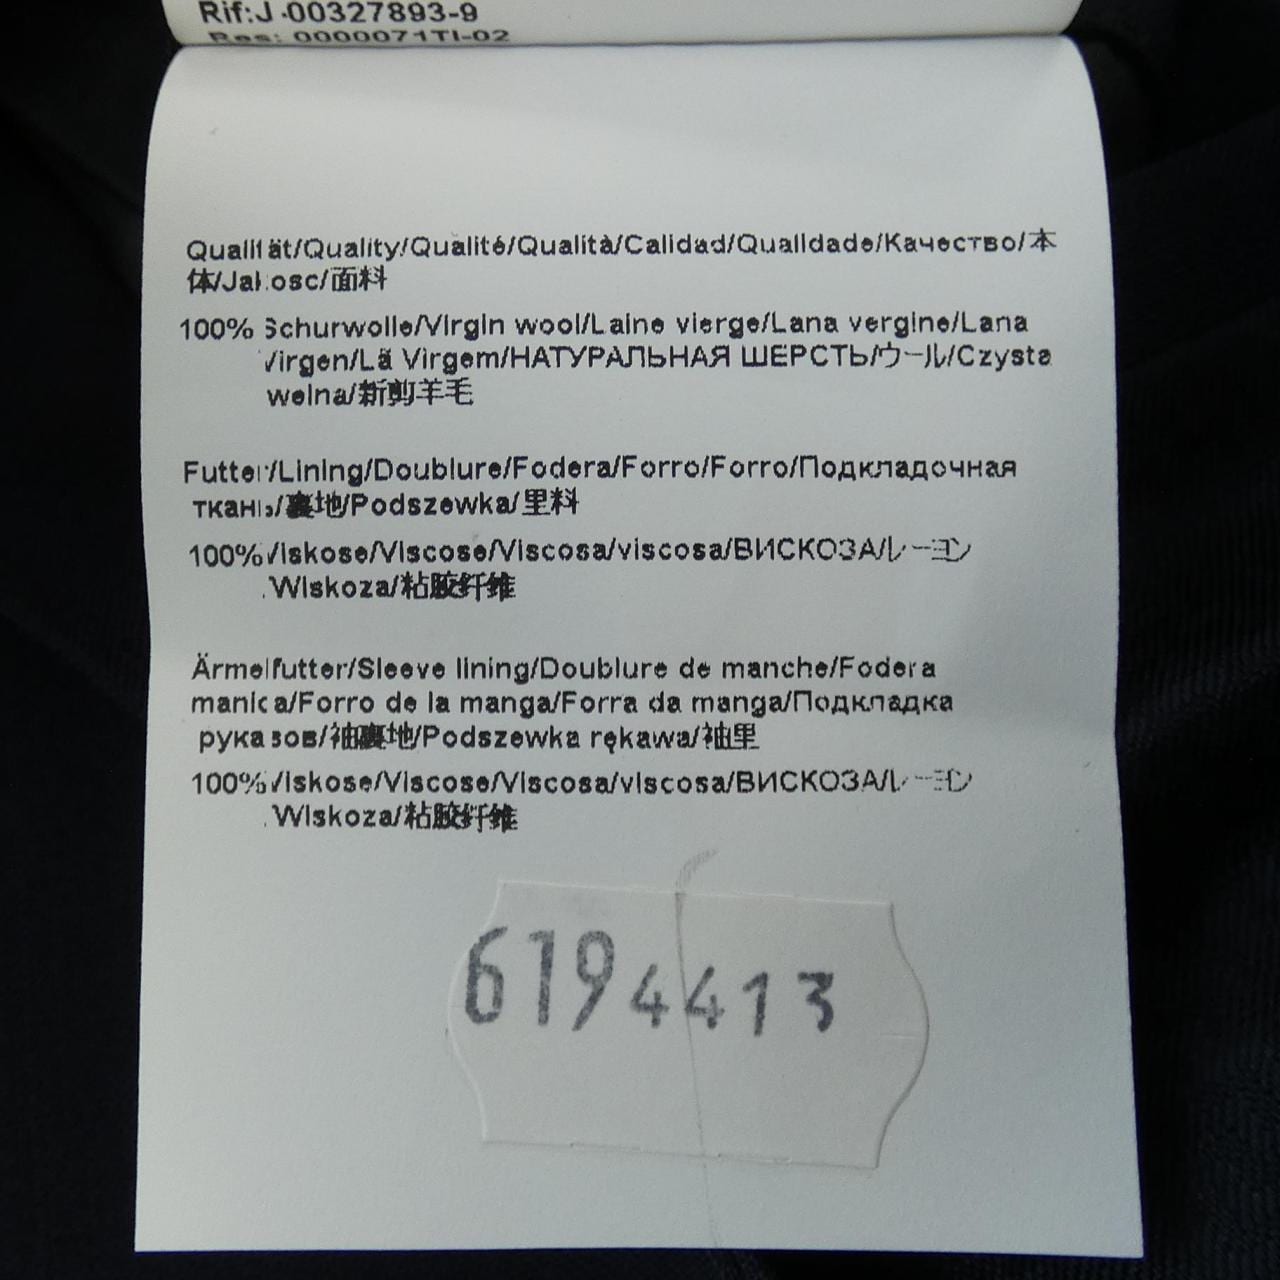 Rif:J 00327893-9
Res: 0000071TI-02
Qualität/Quality/Qualité/Qualità/Calidad/Qualidade/Качество/本
体/Jakosc/面料
100% Schurwolle/Virgin wool/Laine vierge/Lana vergine/Lana
Virgen/Lã Virgem/НАТУРАЛЬНАЯ ШЕРСТЬ/ウール/Czysta
welna/新剪羊毛
Futter/Lining/Doublure/Fodera/Forro/Forro/Подкладочная
ткань/裏地/Podszewka/里料
100% Viskose/Viscose/Viscosa/viscosa/ВИСКОЗА/レーヨン
Wiskoza/粘胶纤维
Ärmelfutter/Sleeve lining/Doublure de manche/Fodera
manica/Forro de la manga/Forra da manga/Подкладка
рукавов/袖裏地/Podszewka rękawa/袖里
100% Viskose/Viscose/Viscosa/viscosa/ВИСКОЗА/レーヨン
Wiskoza/粘胶纤维
6194413